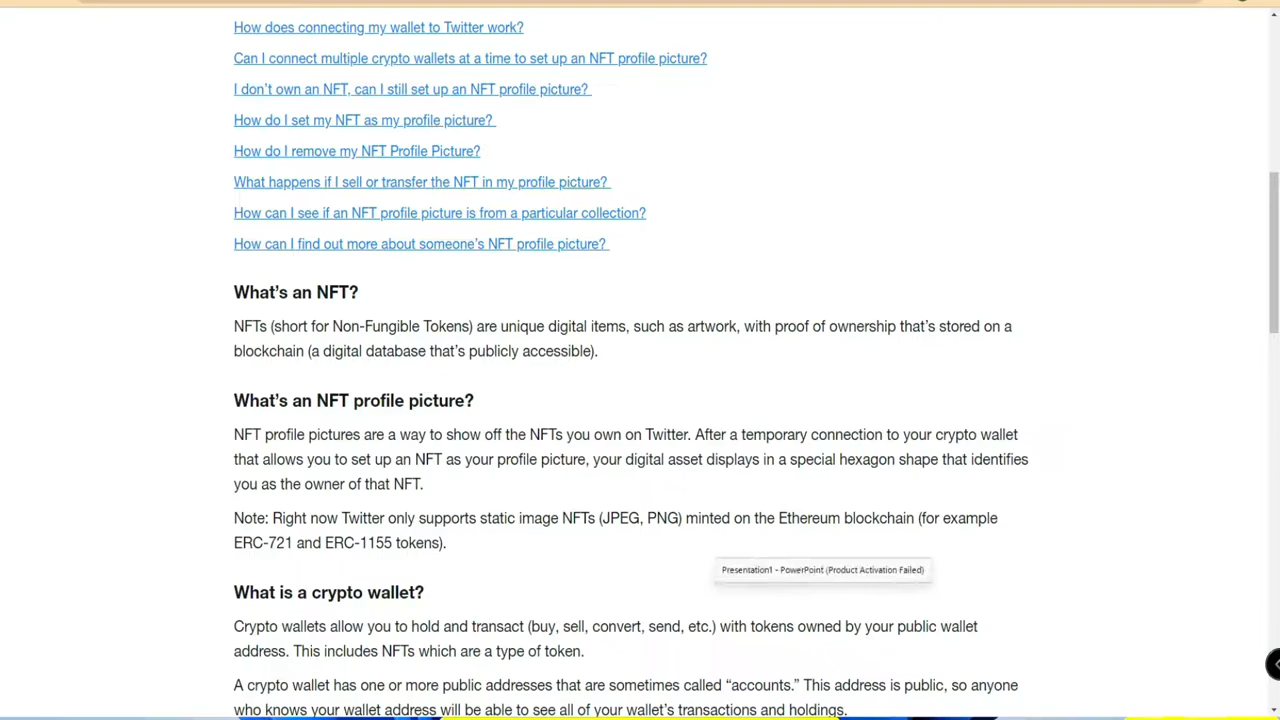 How does connecting my wallet to Twitter work?
Can I connect multiple crypto wallets at a time to set up an NFT profile picture?
I don’t own an NFT, can I still set up an NFT profile picture?
How do I set my NFT as my profile picture?
How do I remove my NFT Profile Picture?
What happens if I sell or transfer the NFT in my profile picture?
How can I see if an NFT profile picture is from a particular collection?
How can I find out more about someone’s NFT profile picture?
What’s an NFT?
NFTs (short for Non-Fungible Tokens) are unique digital items, such as artwork, with proof of ownership that’s stored on a
blockchain (a digital database that’s publicly accessible).
What’s an NFT profile picture?
NFT profile pictures are a way to show off the NFTs you own on Twitter. After a temporary connection to your crypto wallet
that allows you to set up an NFT as your profile picture, your digital asset displays in a special hexagon shape that identifies
you as the owner of that NFT.
Note: Right now Twitter only supports static image NFTs (JPEG, PNG) minted on the Ethereum blockchain (for example
ERC-721 and ERC-1155 tokens).
Presentation1 - PowerPoint (Product Activation Failed)
What is a crypto wallet?
Crypto wallets allow you to hold and transact (buy, sell, convert, send, etc.) with tokens owned by your public wallet
address. This includes NFTs which are a type of token.
A crypto wallet has one or more public addresses that are sometimes called “accounts.” This address is public, so anyone
who knows your wallet address will be able to see all of your wallet’s transactions and holdings.